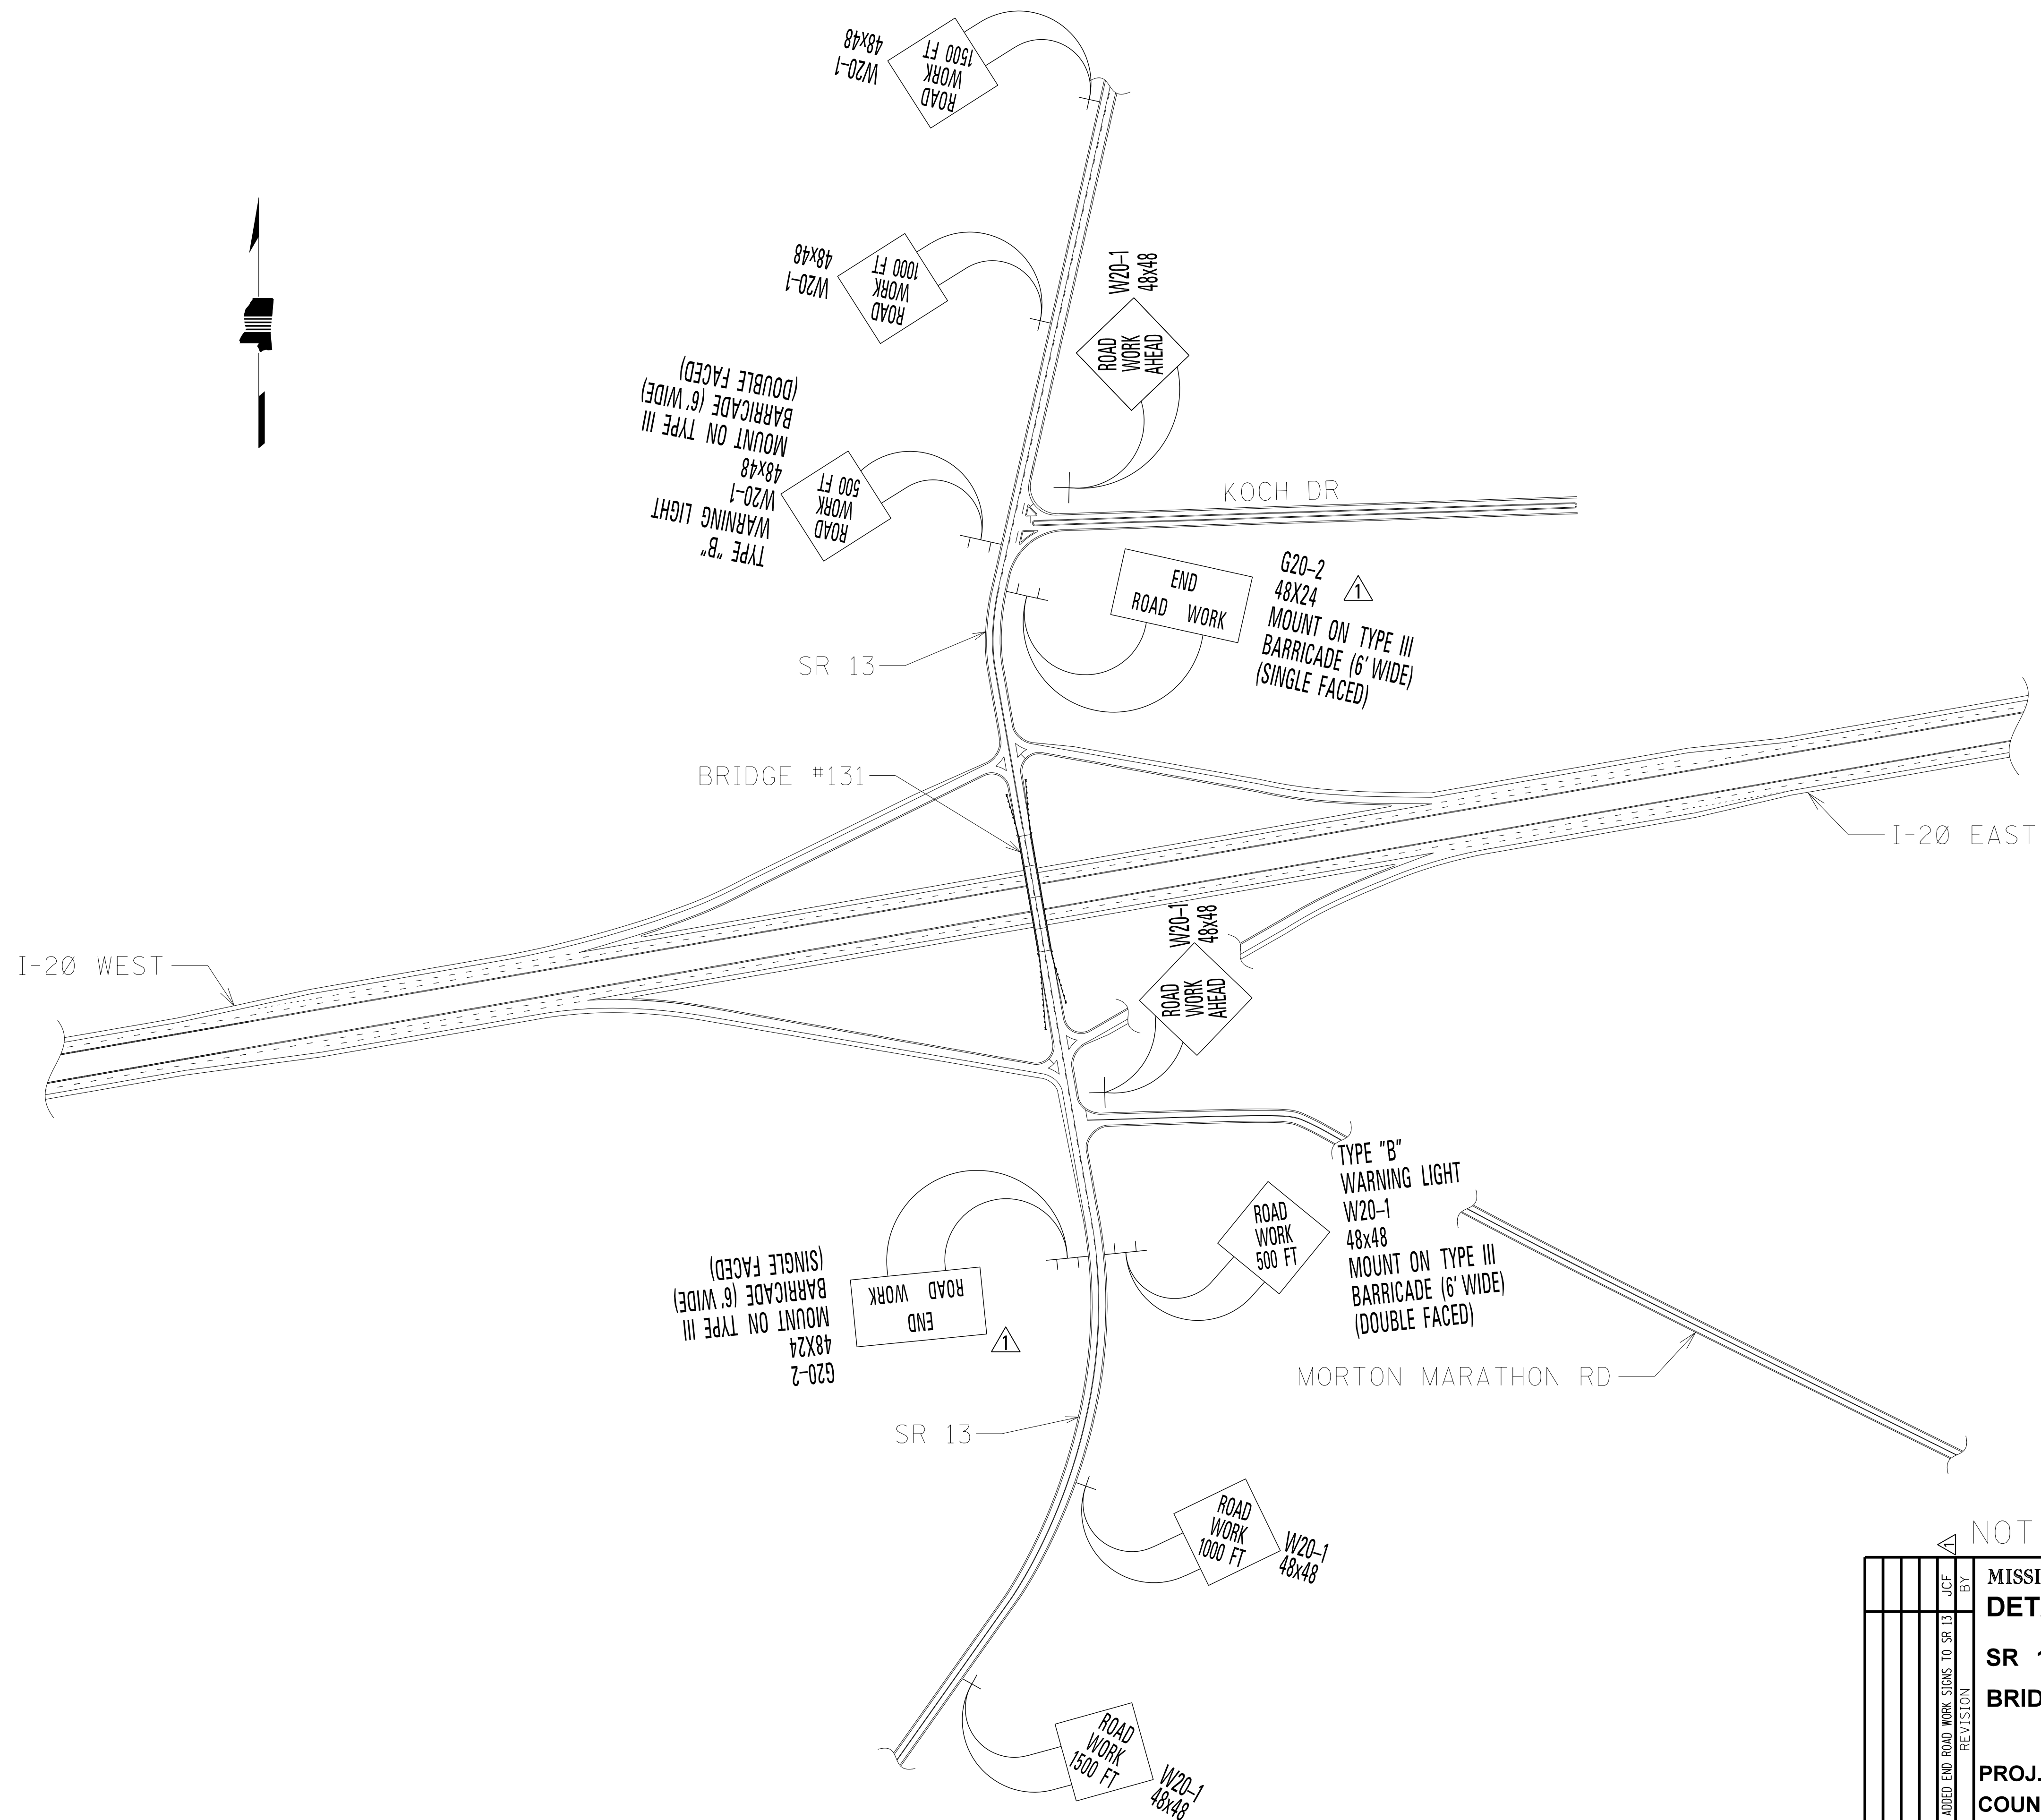 W20-1
48x48
ROAD
WORK
1500 FT
W20-1
48x48
ROAD
WORK
1000 FT
W20-1
48x48
ROAD
WORK
AHEAD
TYPE "B"
WARNING LIGHT
W20-1
48x48
MOUNT ON TYPE III
BARRICADE (6' WIDE)
(DOUBLE FACED)
ROAD
WORK
500 FT
KOCH DR
END
ROAD WORK
G20-2
48X24
MOUNT ON TYPE III
BARRICADE (6' WIDE)
(SINGLE FACED)
1
SR 13
BRIDGE #131
I-20 EAST
I-20 WEST
W20-1
48x48
ROAD
WORK
AHEAD
TYPE "B"
WARNING LIGHT
W20-1
48x48
MOUNT ON TYPE III
BARRICADE (6' WIDE)
(DOUBLE FACED)
ROAD
WORK
500 FT
G20-2
48X24
MOUNT ON TYPE III
BARRICADE (6' WIDE)
(SINGLE FACED)
END
ROAD WORK
1
MORTON MARATHON RD
SR 13
ROAD
WORK
1000 FT
W20-1
48x48
ROAD
WORK
1500 FT
W20-1
48x48
NOT
1
JCF
BY
ADDED END ROAD WORK SIGNS TO SR 13
REVISION
MISSI
DET
SR
BRID
PROJ.
COUN